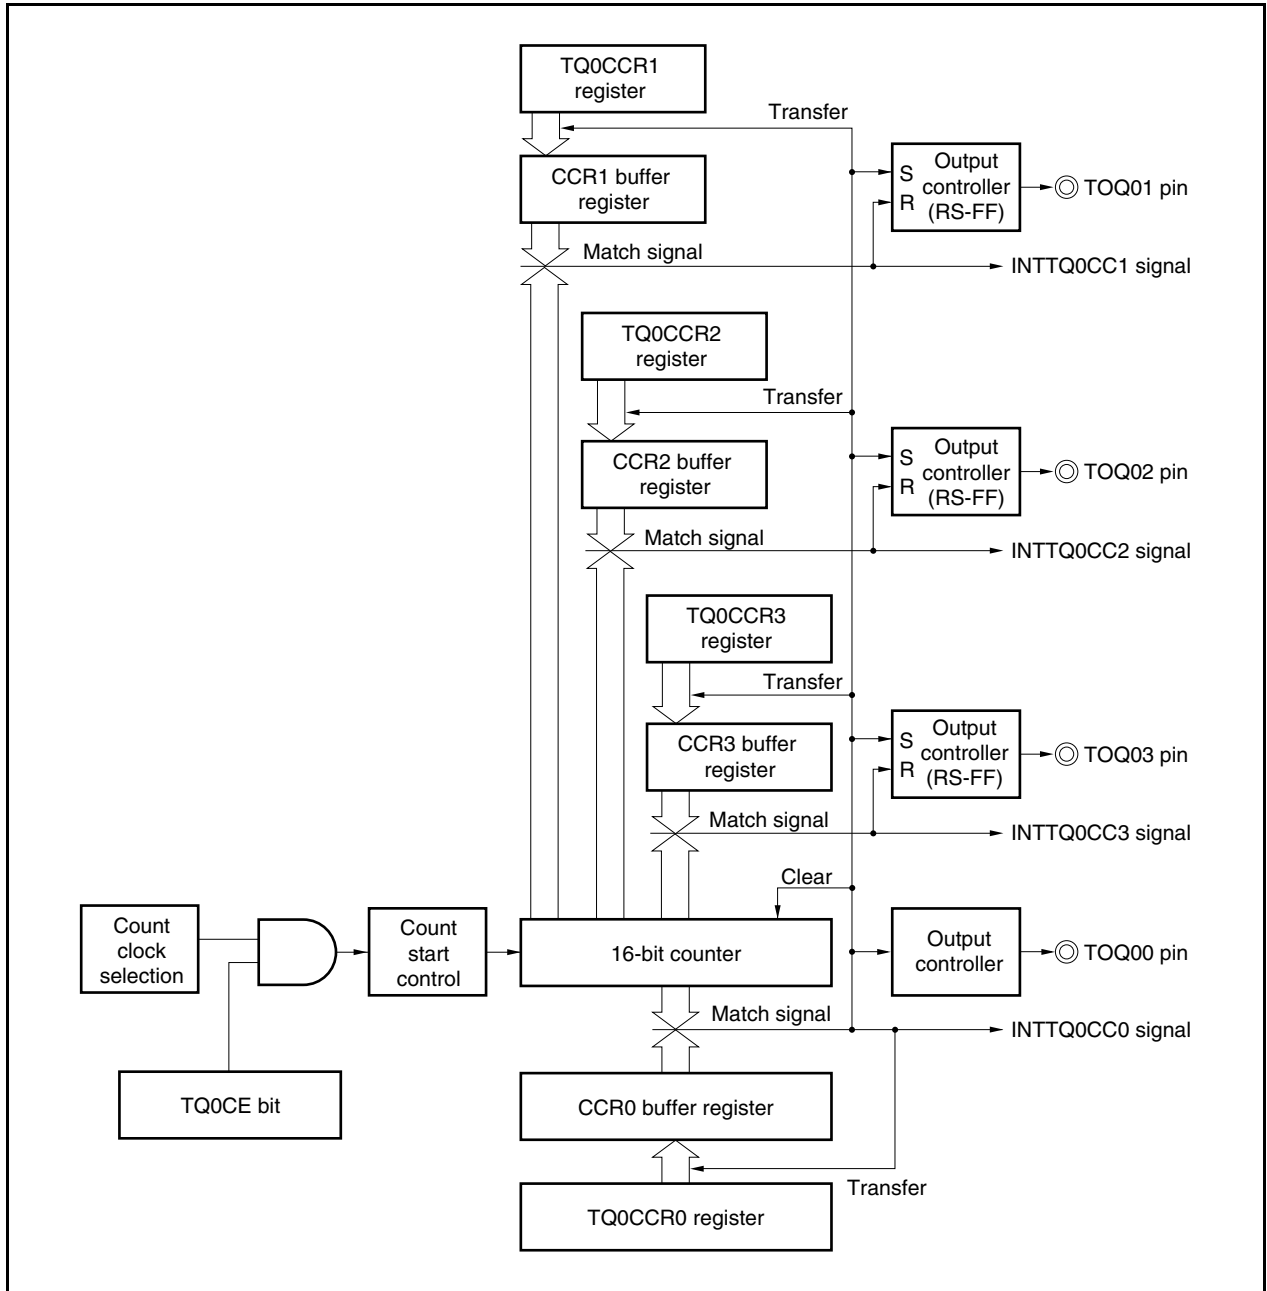 TQ0CCR1
register
Transfer
CCR1 buffer
register
S
R
Output
controller
(RS-FF)
TOQ01 pin
Match signal
INTTQ0CC1 signal
TQ0CCR2
register
Transfer
CCR2 buffer
register
S
R
Output
controller
(RS-FF)
TOQ02 pin
Match signal
INTTQ0CC2 signal
TQ0CCR3
register
Transfer
CCR3 buffer
register
S
R
Output
controller
(RS-FF)
TOQ03 pin
Match signal
INTTQ0CC3 signal
Clear
Count
clock
selection
Count
start
control
16-bit counter
Output
controller
TOQ00 pin
Match signal
INTTQ0CC0 signal
TQ0CE bit
CCR0 buffer register
Transfer
TQ0CCR0 register